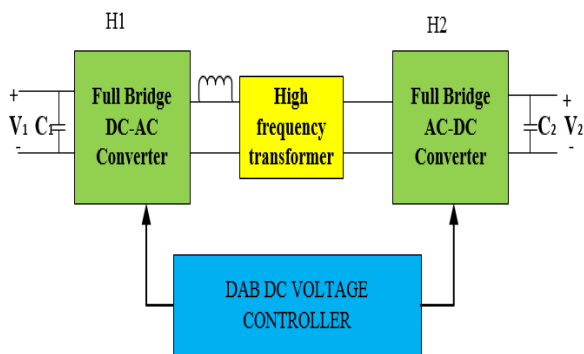 H1
H2
+
V1 C1
-
Full Bridge
DC-AC
Converter
High
frequency
transformer
Full Bridge
AC-DC
Converter
+
C2 V2
-
DAB DC VOLTAGE
CONTROLLER